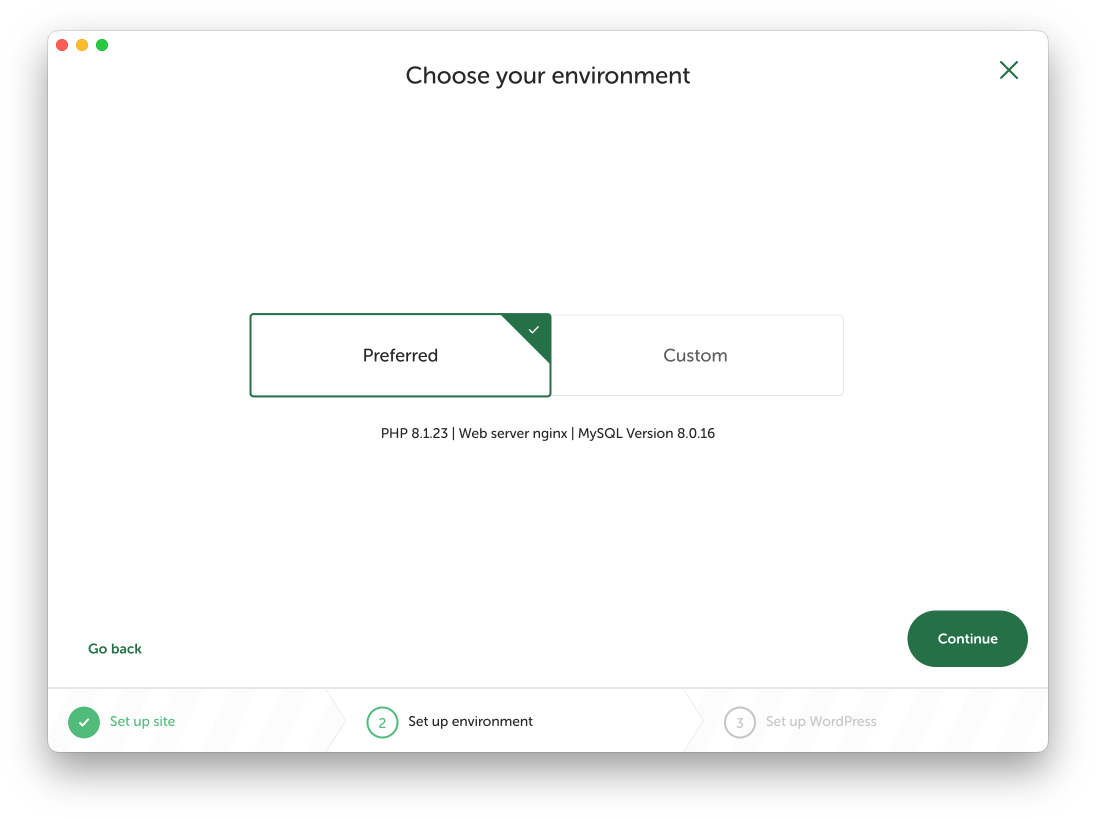 Choose your environment
Preferred
Custom
PHP 8.1.23 | Web server nginx | MySQL Version 8.0.16
Go back
Continue
Set up site
2 Set up environment
3 Set up WordPress